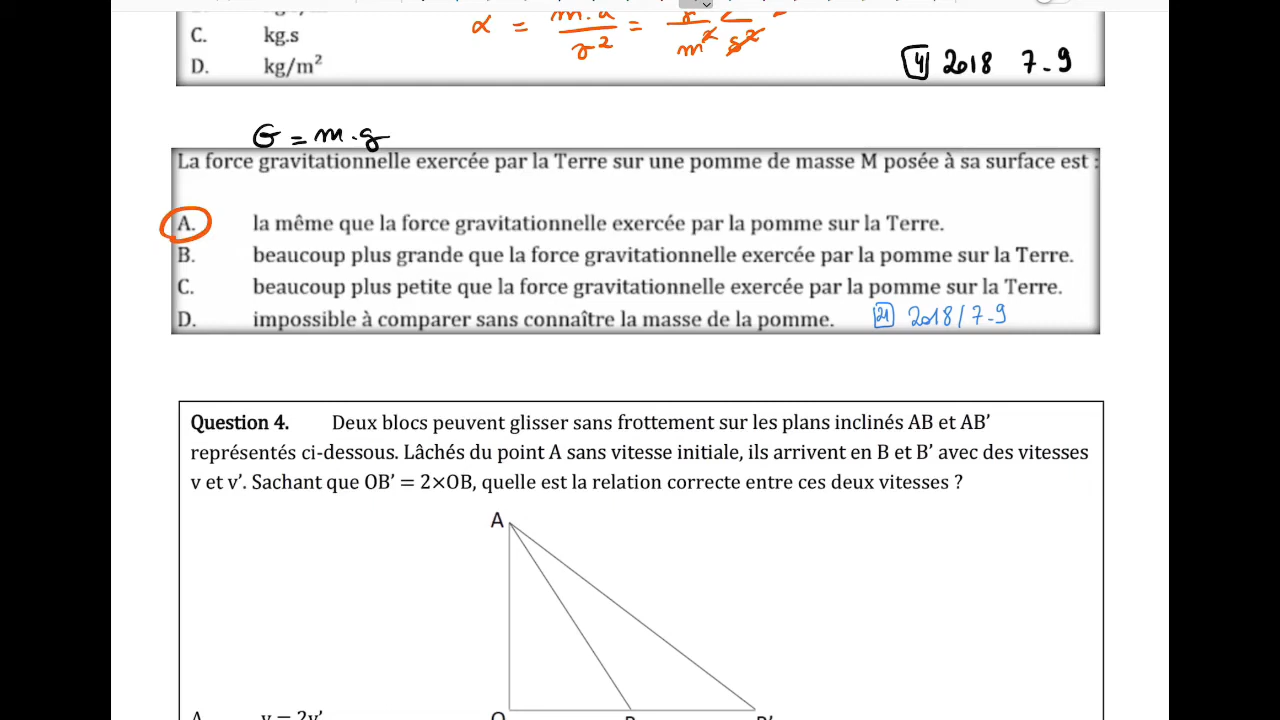 C. kg.s
D. kg/m²
α = m.a / r² =
m² s²
[4] 2018 7-9
G = m.g
La force gravitationnelle exercée par la Terre sur une pomme de masse M posée à sa surface est :
A. la même que la force gravitationnelle exercée par la pomme sur la Terre.
B. beaucoup plus grande que la force gravitationnelle exercée par la pomme sur la Terre.
C. beaucoup plus petite que la force gravitationnelle exercée par la pomme sur la Terre.
D. impossible à comparer sans connaître la masse de la pomme.
2018/7-9
Question 4. Deux blocs peuvent glisser sans frottement sur les plans inclinés AB et AB’
représentés ci-dessous. Lâchés du point A sans vitesse initiale, ils arrivent en B et B’ avec des vitesses
v et v’. Sachant que OB’ = 2×OB, quelle est la relation correcte entre ces deux vitesses ?
A
O B B’
A. v = 2v’